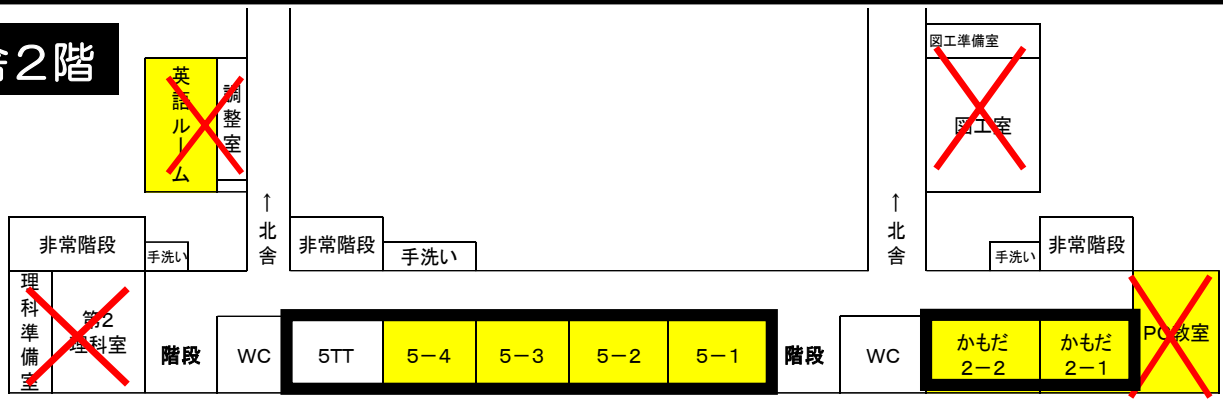 舎2階
図工準備室
英語ルーム
調整室
図工室
↑北舎
↑北舎
非常階段
手洗い
非常階段
手洗い
手洗い
非常階段
理科準備室
第2
理科室
階段
WC
5TT
5-4
5-3
5-2
5-1
階段
WC
かもだ
2-2
かもだ
2-1
PC教室